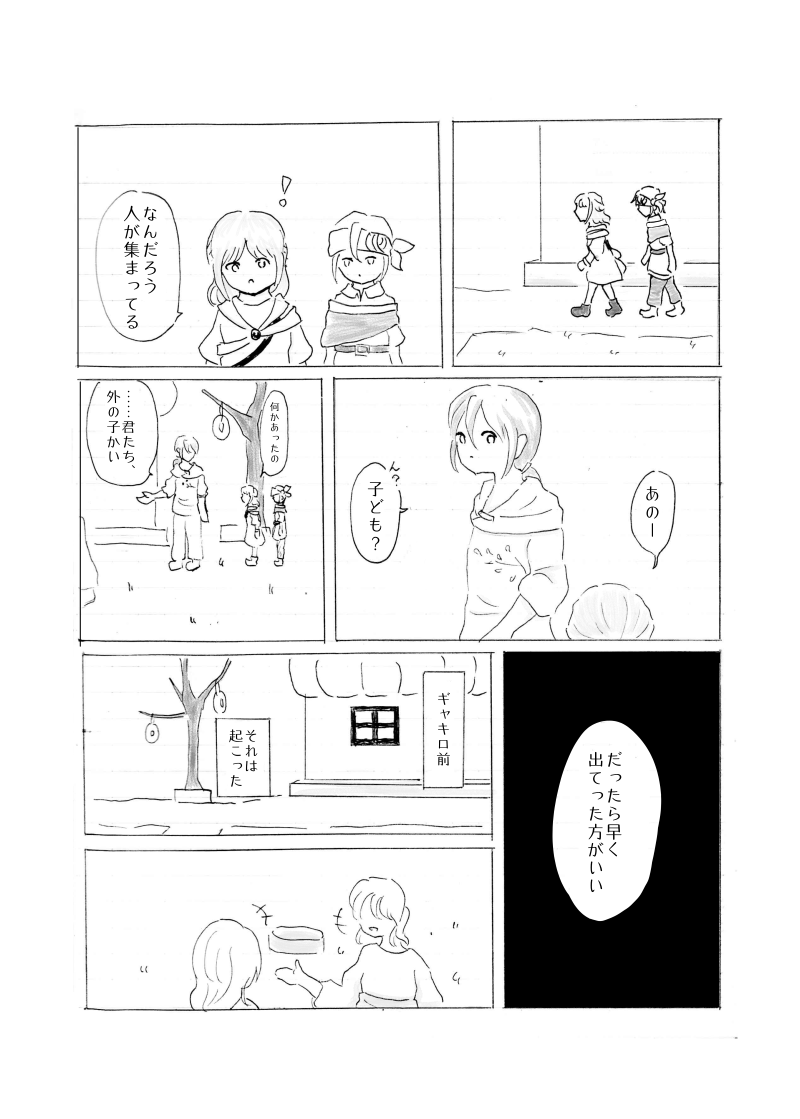 ！
なんだろう
人が集まってる
あのー
ん？
子ども？
何かあったの
……君たち、
外の子かい
だったら早く
出てった方がいい
ギャキロ前
それは
起こった